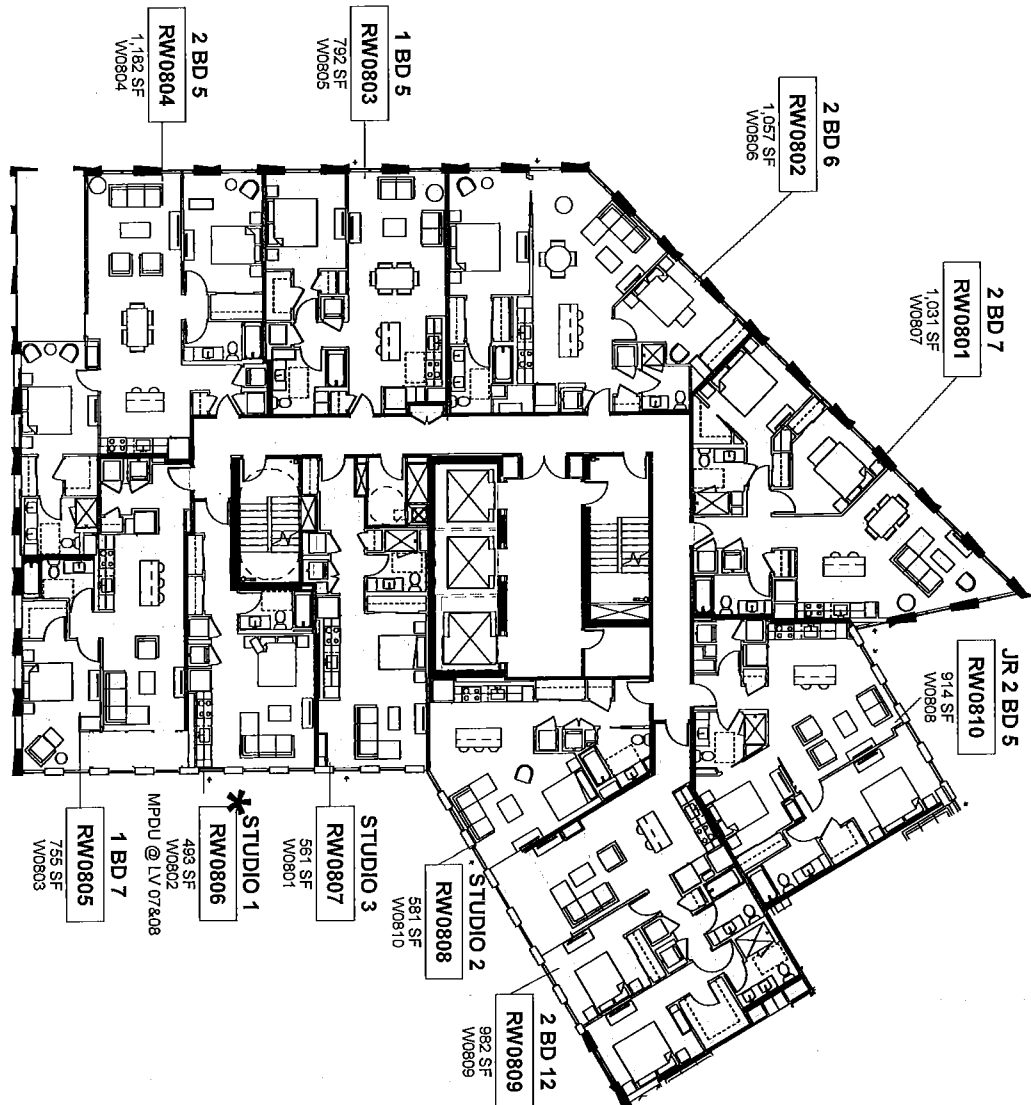 2 BD 5
RW0804
1,182 SF
W0804
1 BD 5
RW0803
792 SF
W0805
2 BD 6
RW0802
1,057 SF
W0806
2 BD 7
RW0801
1,031 SF
W0807
JR 2 BD 5
RW0810
914 SF
W0808
1 BD 7
RW0805
755 SF
W0803
*STUDIO 1
RW0806
493 SF
W0802
MPDU @ LV 07&08
STUDIO 3
RW0807
561 SF
W0801
STUDIO 2
RW0808
581 SF
W0810
2 BD 12
RW0809
982 SF
W0809